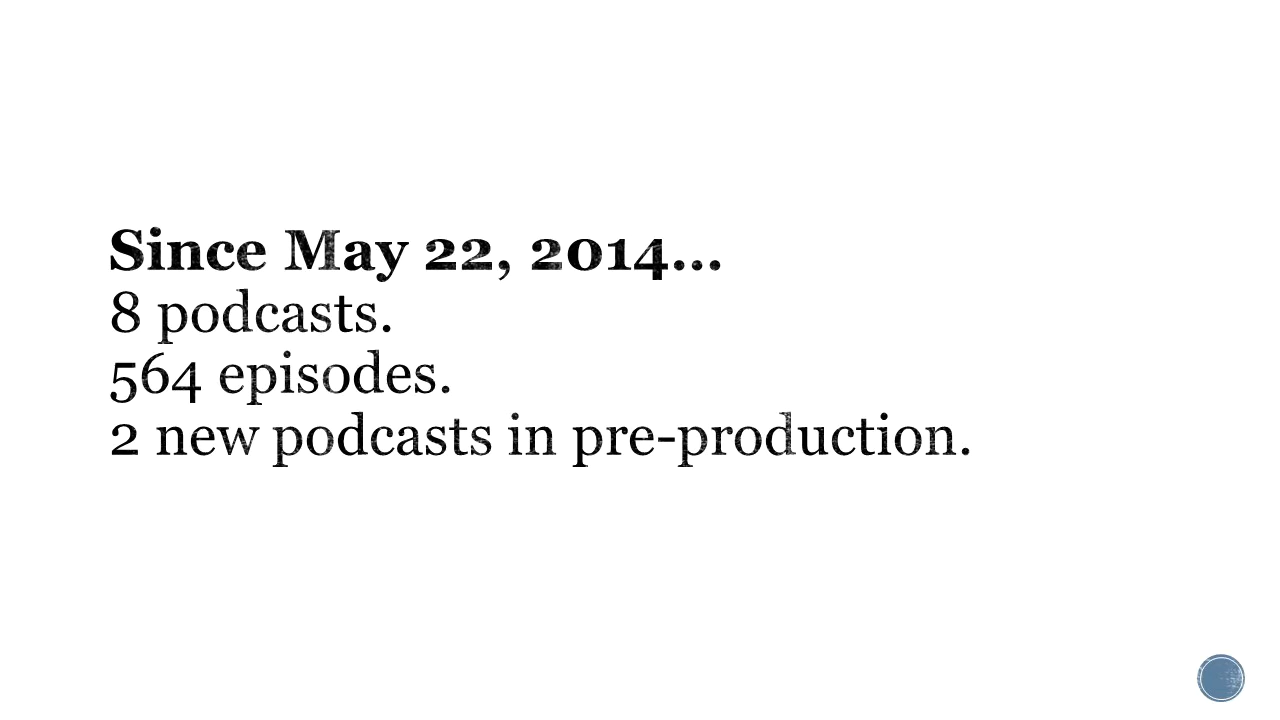 Since May 22, 2014...
8 podcasts.
564 episodes.
2 new podcasts in pre-production.